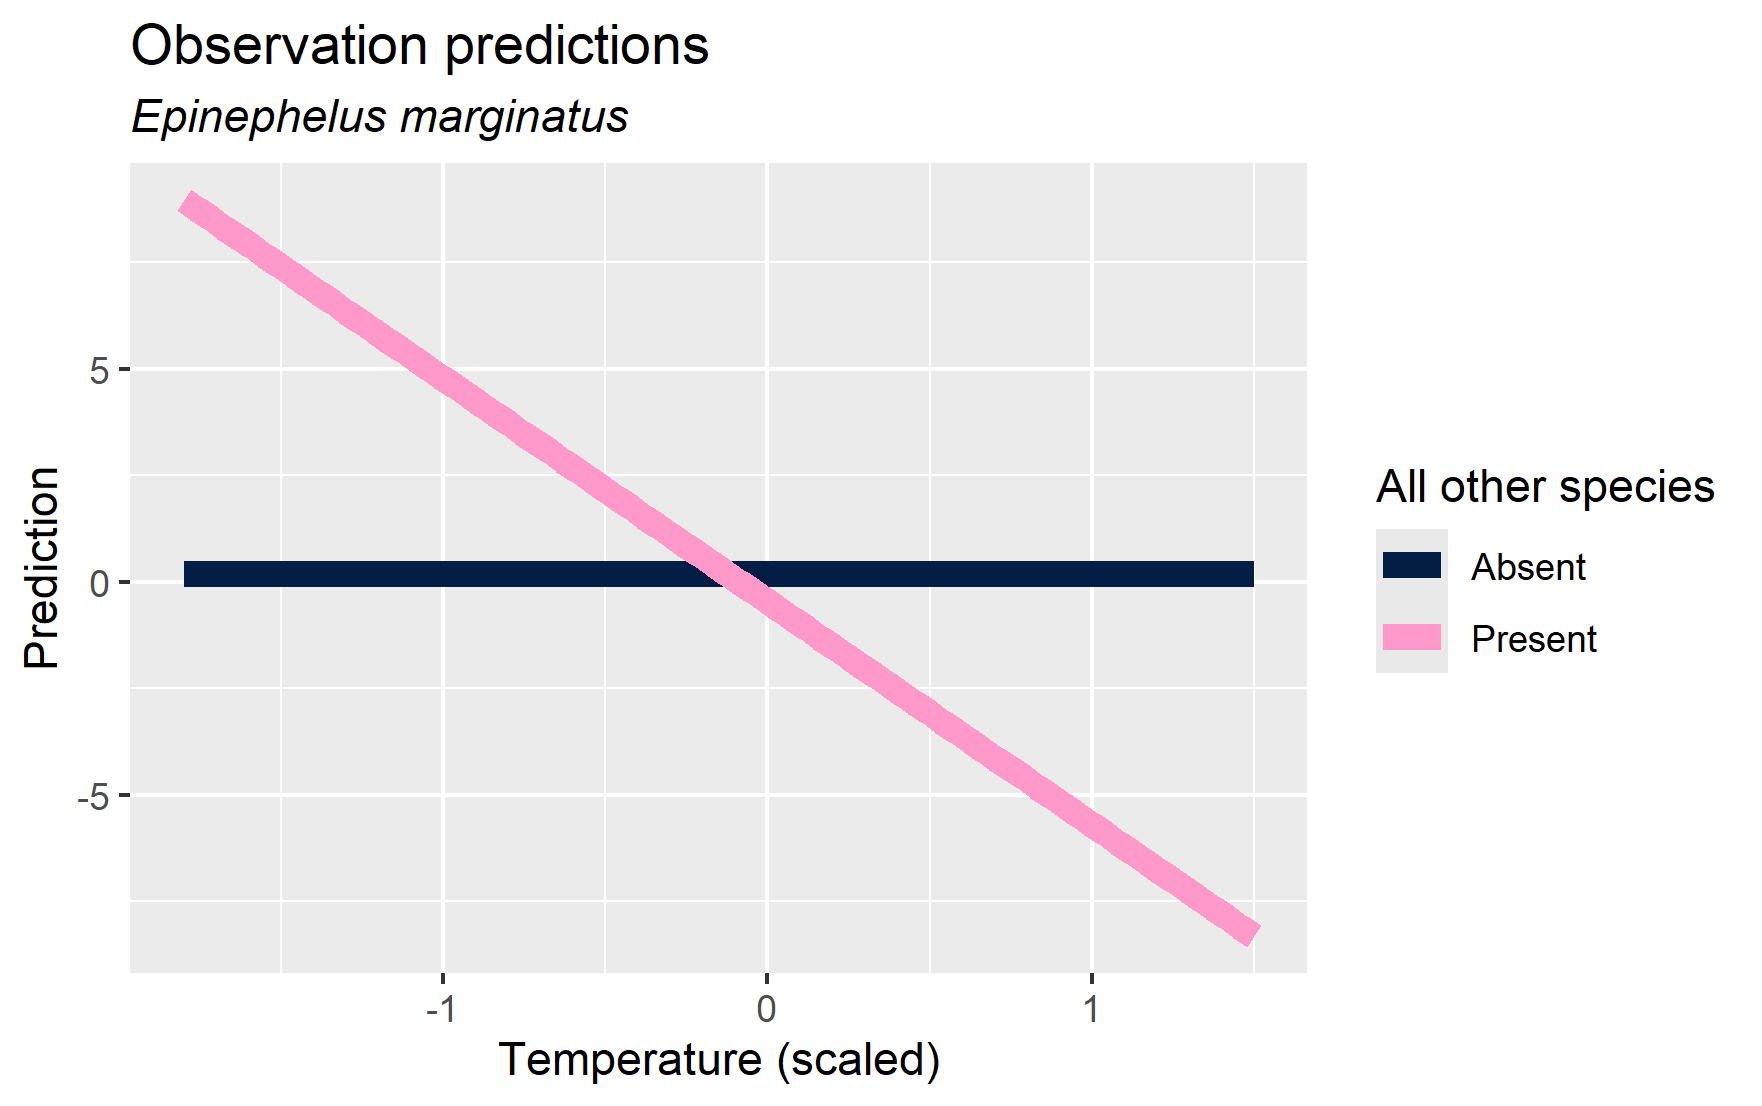 Observation predictions
Epinephelus marginatus
Prediction
5
0
-5
-1
0
1
Temperature (scaled)
All other species
Absent
Present